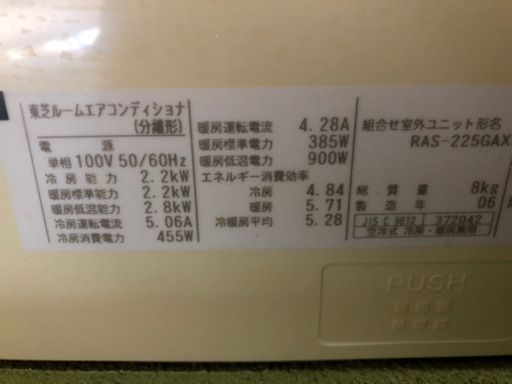 東芝ルームエアコンディショナ
(分離形)
電 源
単相 100V 50/60Hz
冷房能力 2.2kW
暖房標準能力 2.2kW
暖房低温能力 2.8kW
冷房運転電流 5.06A
冷房消費電力 455W
暖房運転電流 4.28A
暖房標準電力 385W
暖房低温電力 900W
エネルギー消費効率
冷房 4.84
暖房 5.71
冷暖房平均 5.28
組合せ室外ユニット形名
RAS-225GAX
総質量 8kg
製造年 06
JIS C 9612 372042
空冷式 冷房・暖房兼用
PUSH